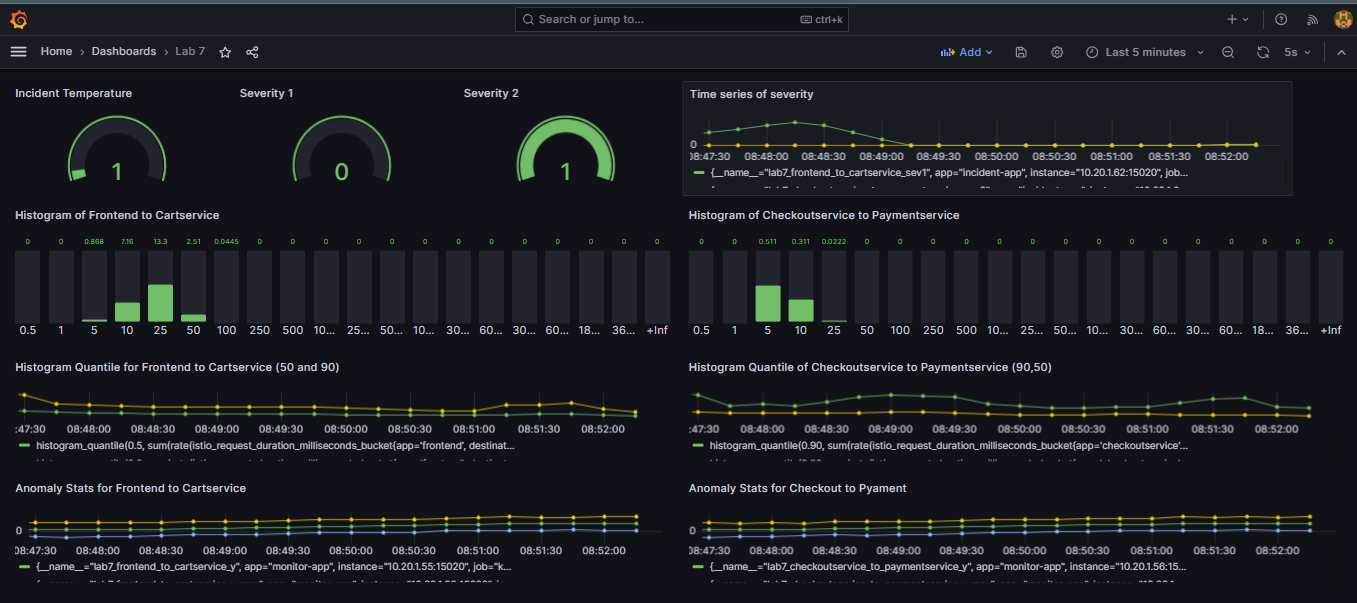 Search or jump to... ctrl+k
Home › Dashboards › Lab 7 Add Last 5 minutes 5s
Incident Temperature Severity 1 Severity 2 Time series of severity
1 0 1
0
08:47:30 08:48:00 08:48:30 08:49:00 08:49:30 08:50:00 08:50:30 08:51:00 08:51:30 08:52:00
{__name__="lab7_frontend_to_cartservice_sev1", app="incident-app", instance="10.20.1.62:15020", job...
Histogram of Frontend to Cartservice
0 0 0.868 7.16 13.3 2.51 0.0445 0 0 0 0 0 0 0 0 0 0 0 0 0
0.5 1 5 10 25 50 100 250 500 10... 25... 50... 10... 30... 60... 30... 60... 18... 36... +Inf
Histogram of Checkoutservice to Paymentservice
0 0 0.511 0.311 0.0222 0 0 0 0 0 0 0 0 0 0 0 0 0 0 0
0.5 1 5 10 25 50 100 250 500 10... 25... 50... 10... 30... 60... 30... 60... 18... 36... +Inf
Histogram Quantile for Frontend to Cartservice (50 and 90)
:47:30 08:48:00 08:48:30 08:49:00 08:49:30 08:50:00 08:50:30 08:51:00 08:51:30 08:52:00
histogram_quantile(0.5, sum(rate(istio_request_duration_milliseconds_bucket{app='frontend', destinat...
Histogram Quantile of Checkoutservice to Paymentservice (90,50)
:47:30 08:48:00 08:48:30 08:49:00 08:49:30 08:50:00 08:50:30 08:51:00 08:51:30 08:52:00
histogram_quantile(0.90, sum(rate(istio_request_duration_milliseconds_bucket{app='checkoutservice'...
Anomaly Stats for Frontend to Cartservice
0
08:47:30 08:48:00 08:48:30 08:49:00 08:49:30 08:50:00 08:50:30 08:51:00 08:51:30 08:52:00
{__name__="lab7_frontend_to_cartservice_y", app="monitor-app", instance="10.20.1.55:15020", job="k...
Anomaly Stats for Checkout to Pyament
0
08:47:30 08:48:00 08:48:30 08:49:00 08:49:30 08:50:00 08:50:30 08:51:00 08:51:30 08:52:00
{__name__="lab7_checkoutservice_to_paymentservice_y", app="monitor-app", instance="10.20.1.56:15...